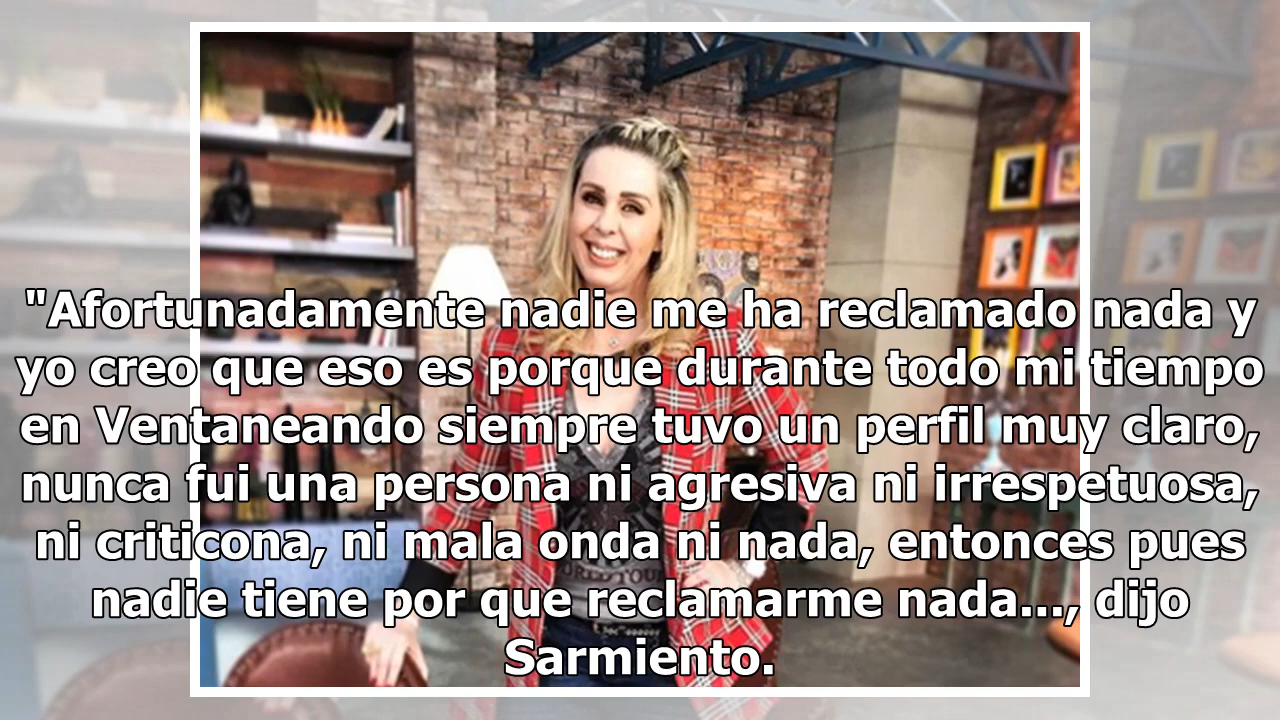 "Afortunadamente nadie me ha reclamado nada y
yo creo que eso es porque durante todo mi tiempo
en Ventaneando siempre tuvo un perfil muy claro,
nunca fui una persona ni agresiva ni irrespetuosa,
ni criticona, ni mala onda ni nada, entonces pues
nadie tiene por que reclamarme nada..., dijo
Sarmiento.
WORLD TOUR